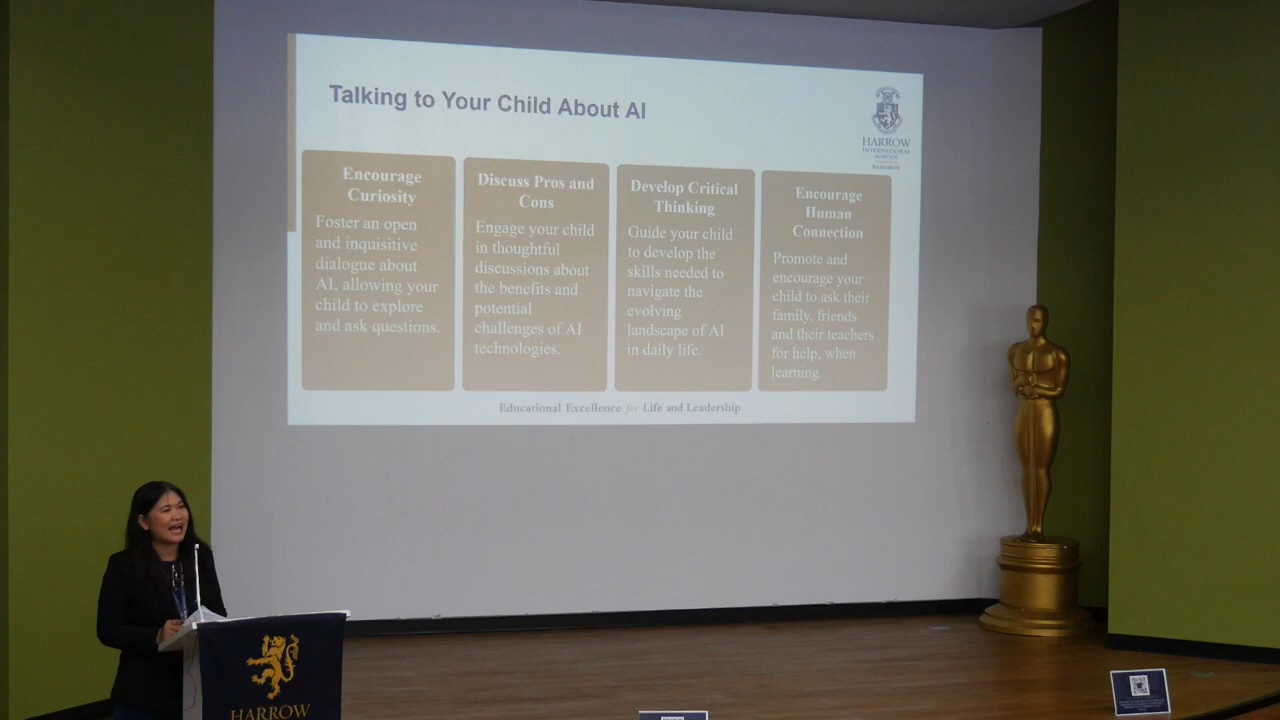 Talking to Your Child About AI
HARROW
INTERNATIONAL
SCHOOL
BANGKOK
Encourage
Curiosity
Foster an open
and inquisitive
dialogue about
AI, allowing your
child to explore
and ask questions.
Discuss Pros and
Cons
Engage your child
in thoughtful
discussions about
the benefits and
potential
challenges of AI
technologies.
Develop Critical
Thinking
Guide your child
to develop the
skills needed to
navigate the
evolving
landscape of AI
in daily life.
Encourage
Human
Connection
Promote and
encourage your
child to ask their
family, friends
and their teachers
for help, when
learning.
Educational Excellence for Life and Leadership
HARROW